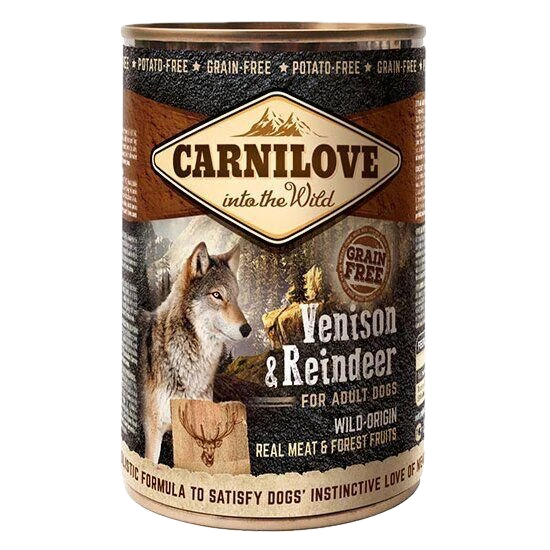 ★ POTATO-FREE ★ GRAIN-FREE ★ POTATO-FREE ★ GRAIN-FREE
CARNILOVE
into the Wild
GRAIN
FREE
Venison
& Reindeer
FOR ADULT DOGS
WILD-ORIGIN
REAL MEAT & FOREST FRUITS
FORMULA TO SATISFY DOGS' INSTINCTIVE LOVE OF